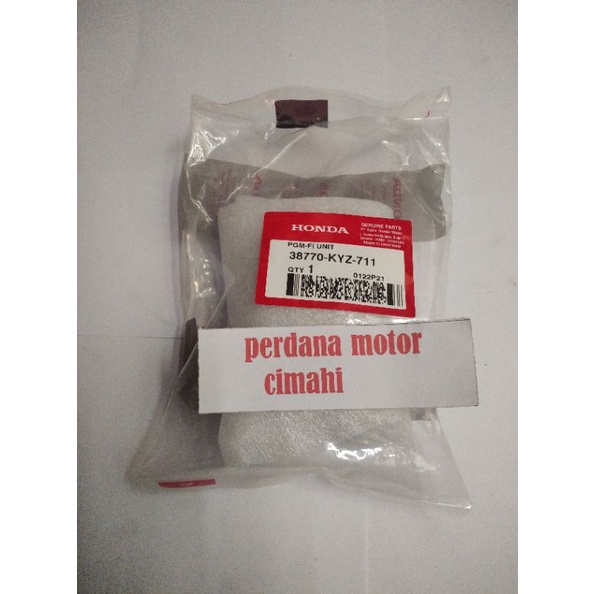 HONDA
GENUINE PARTS
PGM-FI UNIT
38770-KYZ-711
QTY 1
0122P21
perdana motor
cimahi